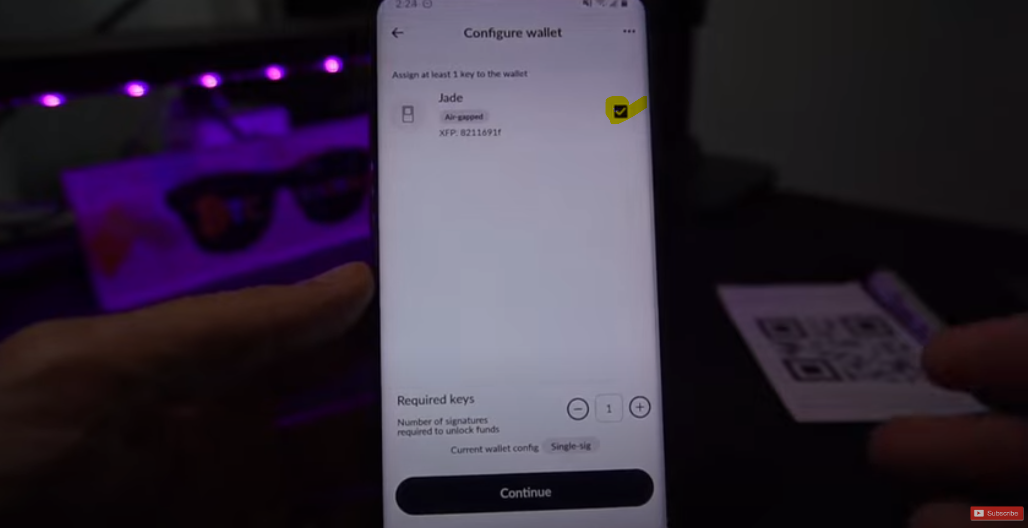 2:24
Configure wallet
Assign at least 1 key to the wallet
Jade
Air-gapped
XFP: 8211691f
Required keys
Number of signatures
required to unlock funds
1
Current wallet config Single-sig
Continue
Subscribe